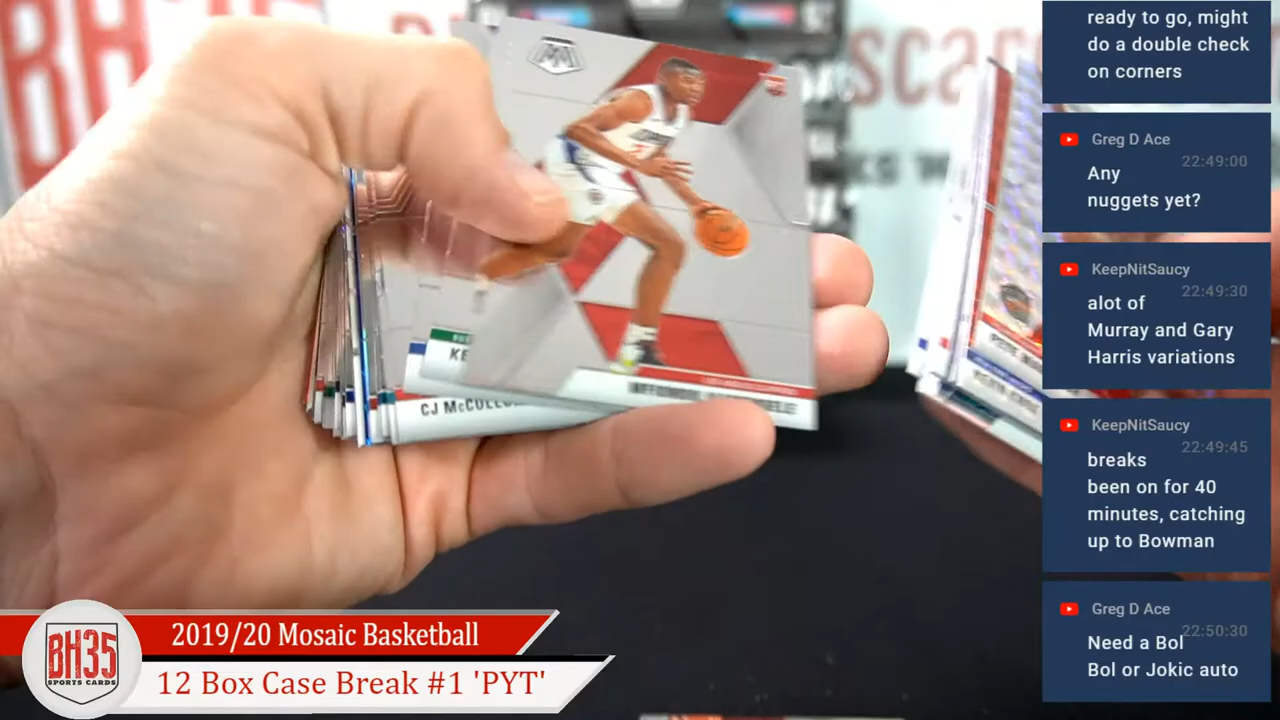 ready to go, might
do a double check
on corners
Greg D Ace
22:49:00
Any
nuggets yet?
KeepNitSaucy
22:49:30
alot of
Murray and Gary
Harris variations
KeepNitSaucy
22:49:45
breaks
been on for 40
minutes, catching
up to Bowman
Greg D Ace
22:50:30
Need a Bol
Bol or Jokic auto
KE
CJ McCULLO
BH35
SPORTS CARDS
2019/20 Mosaic Basketball
12 Box Case Break #1 'PYT'